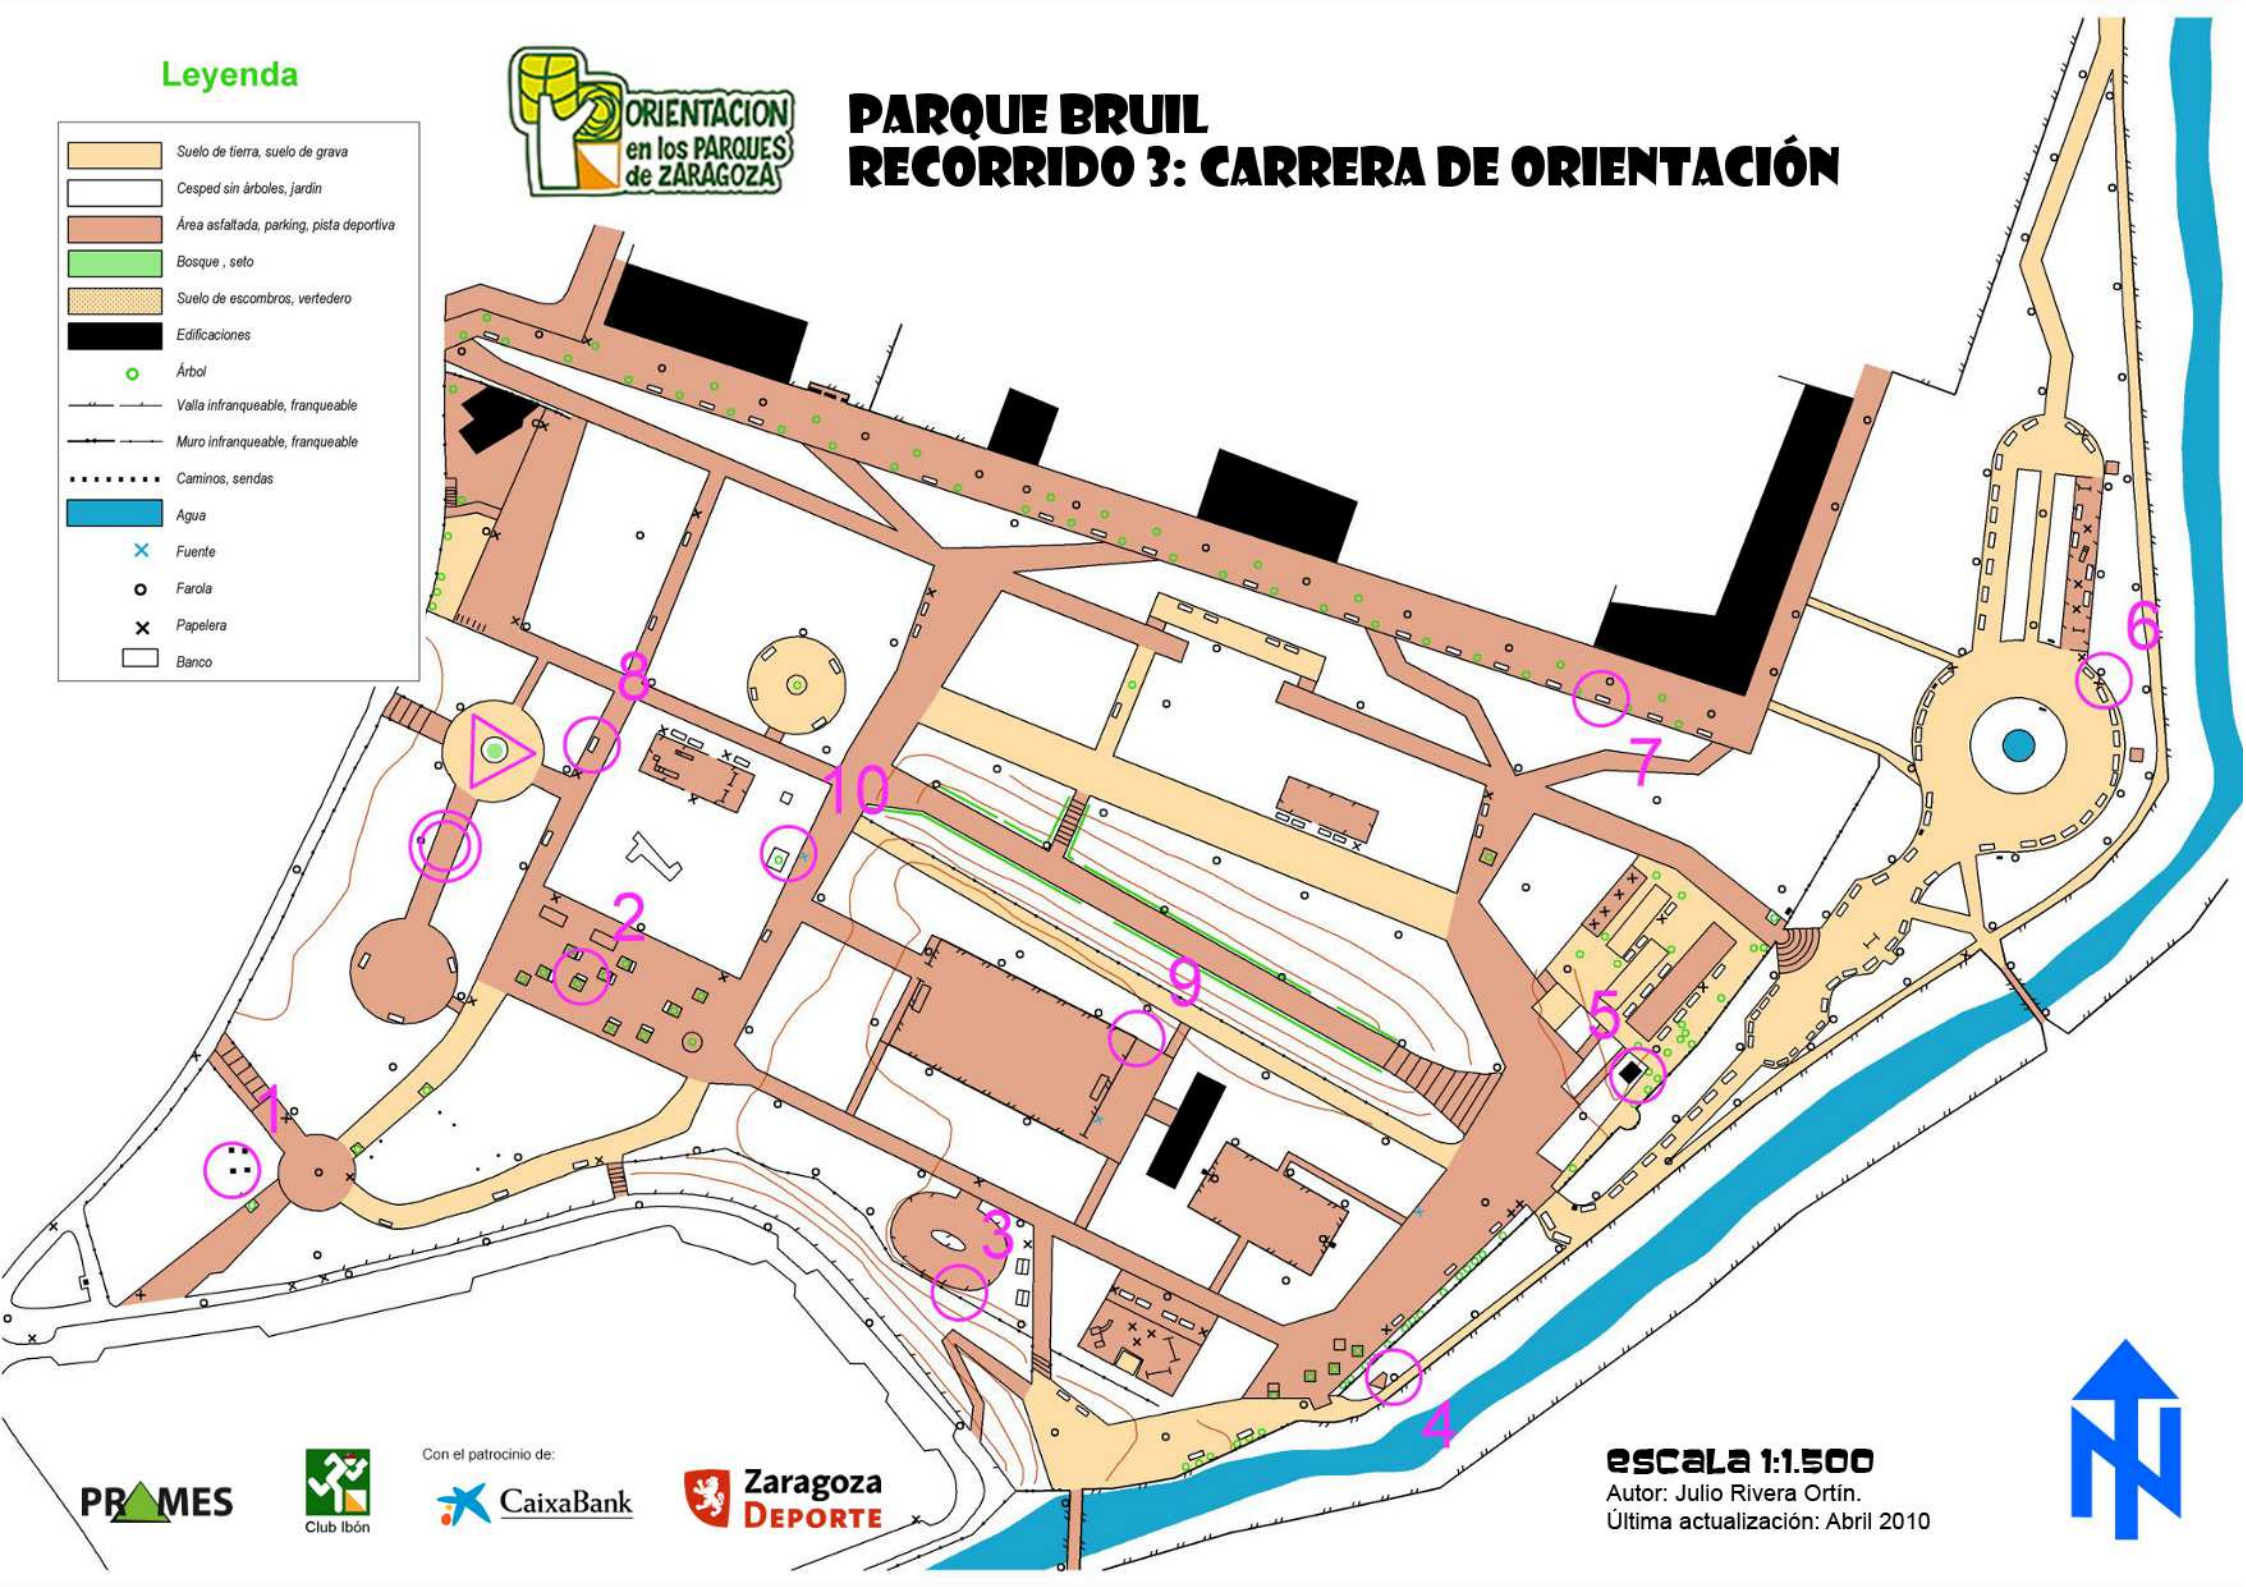 Leyenda
Suelo de tierra, suelo de grava
Cesped sin árboles, jardín
Área asfaltada, parking, pista deportiva
Bosque , seto
Suelo de escombros, vertedero
Edificaciones
Árbol
Valla infranqueable, franqueable
Muro infranqueable, franqueable
Caminos, sendas
Agua
Fuente
Farola
Papelera
Banco
ORIENTACION
en los PARQUES
de ZARAGOZA
PARQUE BRUIL
RECORRIDO 3: CARRERA DE ORIENTACIÓN
6
8
7
10
2
9
5
1
3
4
PRAMES
Club Ibón
Con el patrocinio de:
CaixaBank
Zaragoza
DEPORTE
escala 1:1.500
Autor: Julio Rivera Ortín.
Última actualización: Abril 2010
N